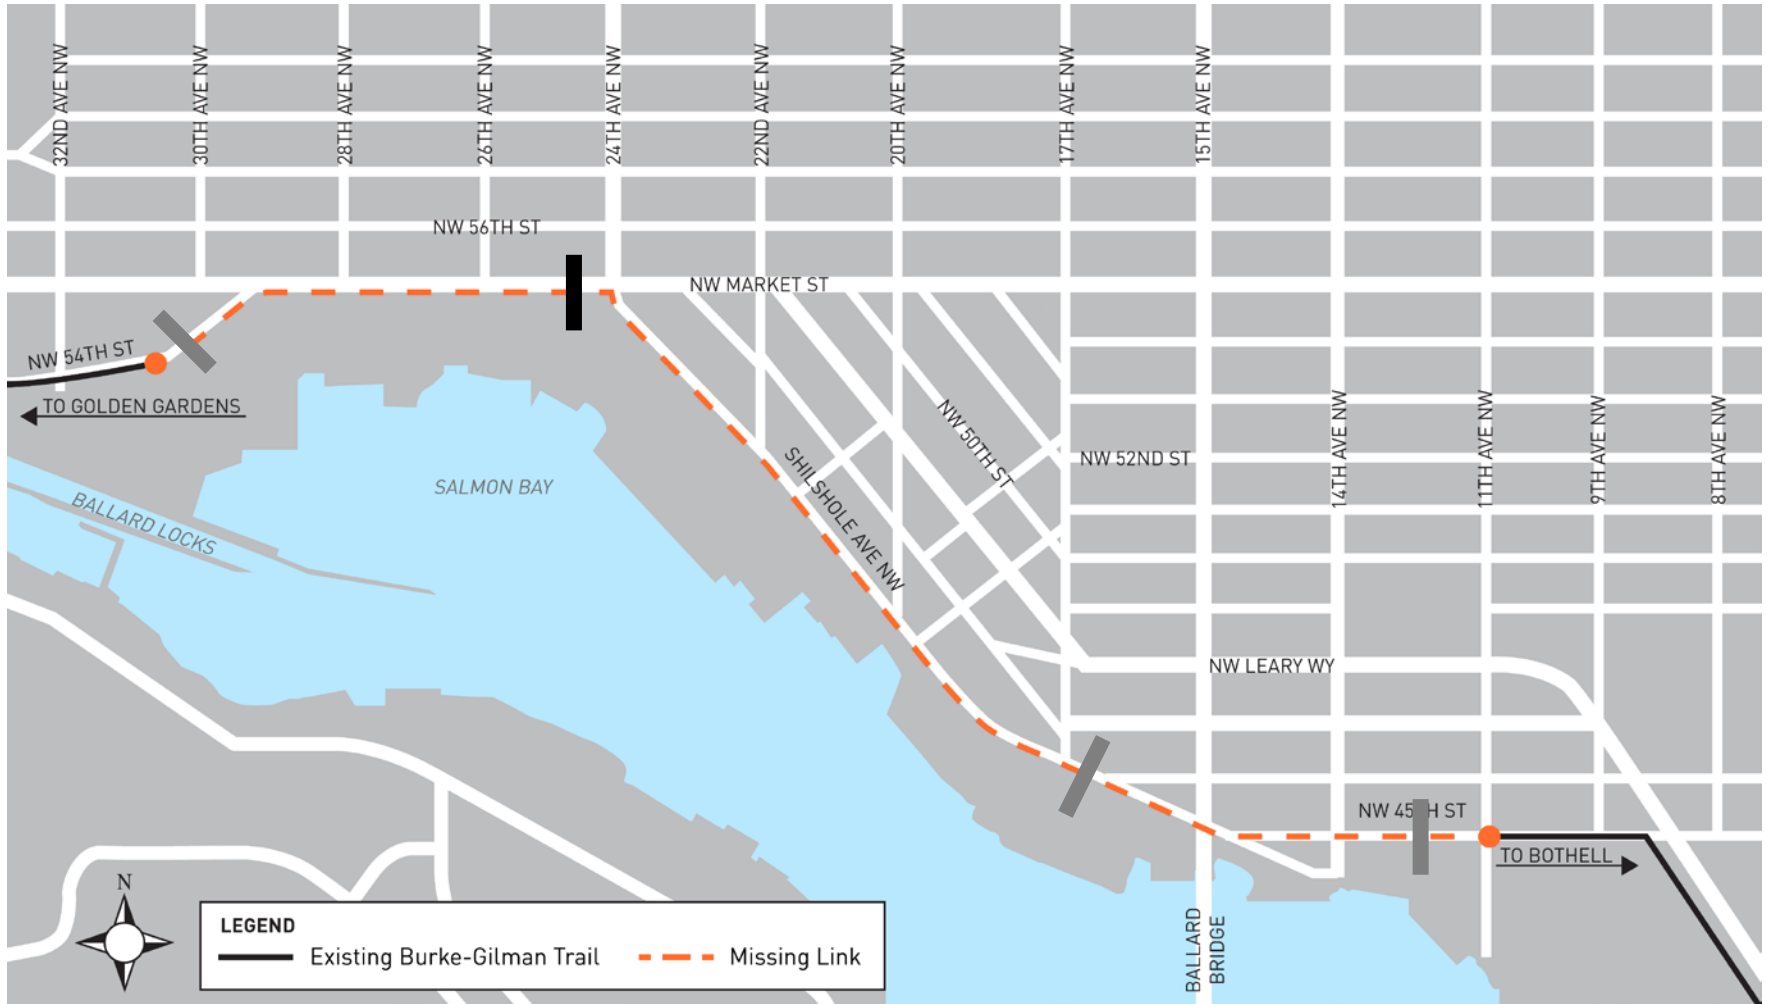 32ND AVE NW
30TH AVE NW
28TH AVE NW
26TH AVE NW
24TH AVE NW
22ND AVE NW
20TH AVE NW
17TH AVE NW
15TH AVE NW
NW 56TH ST
NW MARKET ST
NW 54TH ST
TO GOLDEN GARDENS
NW 50TH ST
NW 52ND ST
14TH AVE NW
11TH AVE NW
9TH AVE NW
8TH AVE NW
SHILSHOLE AVE NW
SALMON BAY
BALLARD LOCKS
NW LEARY WY
NW 45TH ST
TO BOTHELL
BALLARD
BRIDGE
N
LEGEND
Existing Burke-Gilman Trail
Missing Link